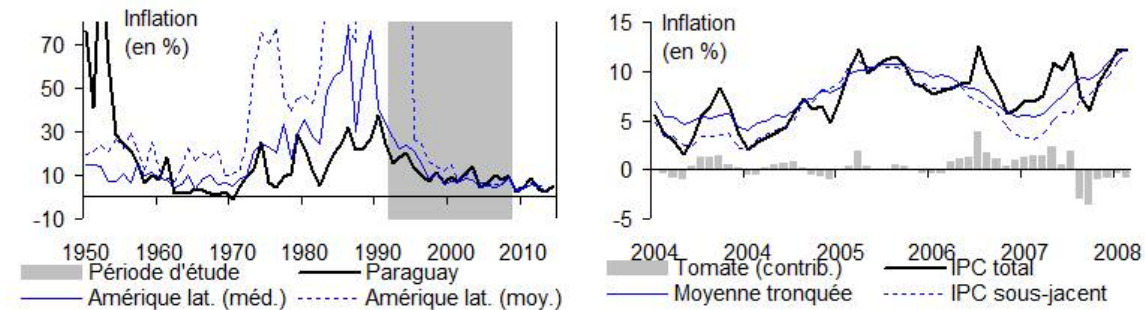 Inflation
(en %)
70
50
30
10
-10
1950 1960 1970 1980 1990 2000 2010
Période d'étude Paraguay
Amérique lat. (méd.) Amérique lat. (moy.)
Inflation
(en %)
15
10
5
0
-5
2004 2004 2005 2006 2007 2008
Tomate (contrib.) IPC total
Moyenne tronquée IPC sous-jacent